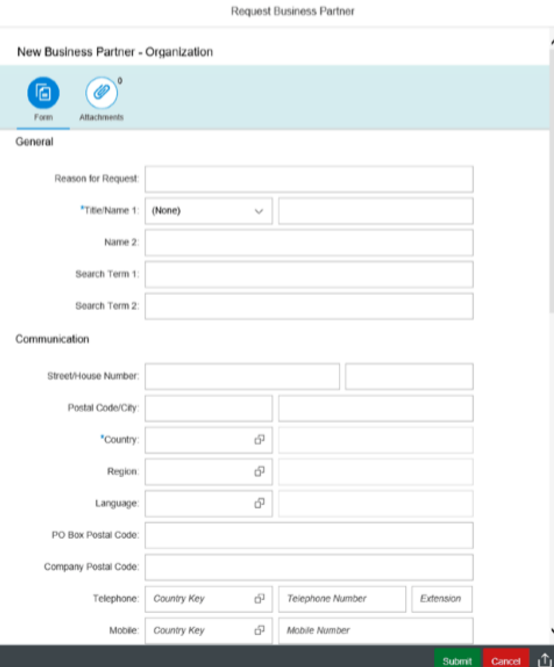 Request Business Partner
New Business Partner - Organization
0
Form Attachments
General
Reason for Request:
*Title/Name 1: (None)
Name 2:
Search Term 1:
Search Term 2:
Communication
Street/House Number:
Postal Code/City:
*Country:
Region:
Language:
PO Box Postal Code:
Company Postal Code:
Telephone: Country Key Telephone Number Extension
Mobile: Country Key Mobile Number
Submit Cancel